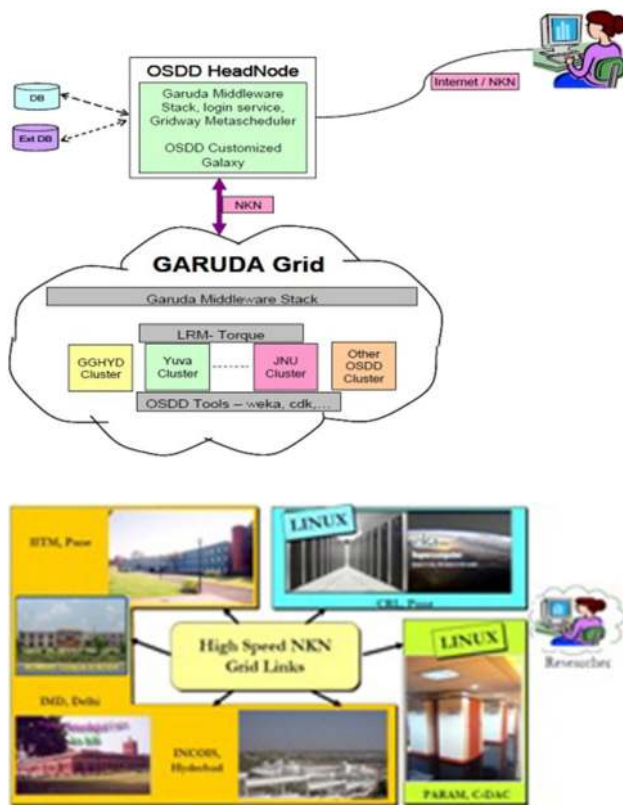 OSDD HeadNode
Garuda Middleware
Stack, login service,
Gridway Metascheduler
OSDD Customized
Galaxy
DB
Ext DB
Internet / NKN
NKN
GARUDA Grid
Garuda Middleware Stack
LRM- Torque
GGHYD
Cluster
Yuva
Cluster
JNU
Cluster
Other
OSDD
Cluster
OSDD Tools – weka, cdk,...
IITM, Pune
LINUX
CRL, Pune
High Speed NKN
Grid Links
LINUX
Researcher
IMD, Delhi
INCOIS,
Hyderabad
PARAM, C-DAC